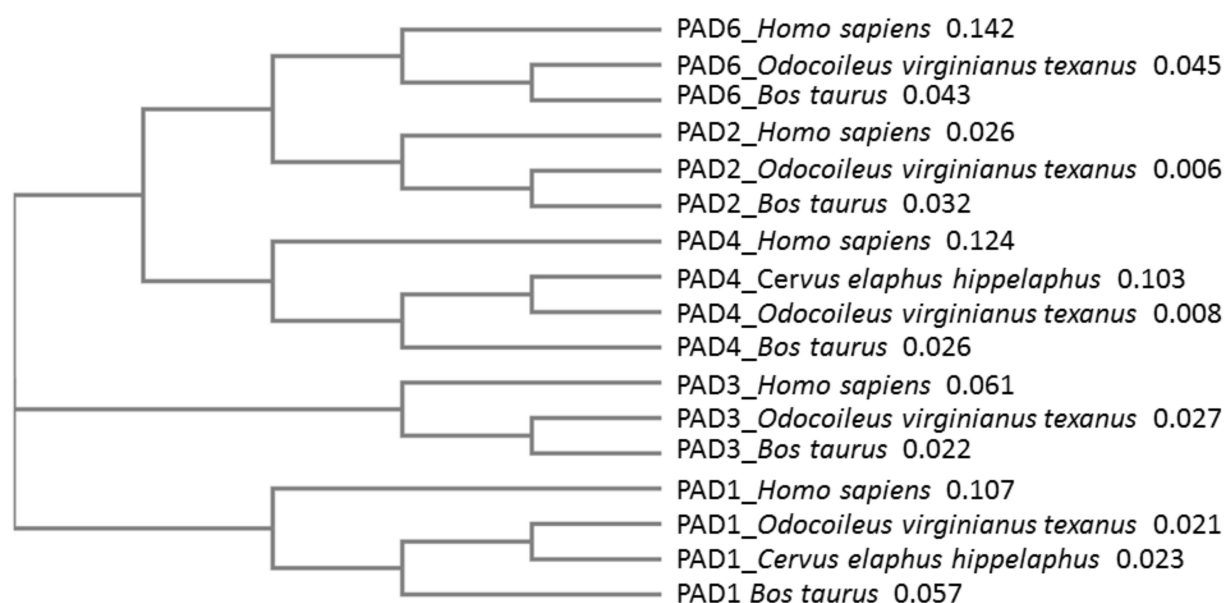 PAD6_Homo sapiens 0.142
PAD6_Odocoileus virginianus texanus 0.045
PAD6_Bos taurus 0.043
PAD2_Homo sapiens 0.026
PAD2_Odocoileus virginianus texanus 0.006
PAD2_Bos taurus 0.032
PAD4_Homo sapiens 0.124
PAD4_Cervus elaphus hippelaphus 0.103
PAD4_Odocoileus virginianus texanus 0.008
PAD4_Bos taurus 0.026
PAD3_Homo sapiens 0.061
PAD3_Odocoileus virginianus texanus 0.027
PAD3_Bos taurus 0.022
PAD1_Homo sapiens 0.107
PAD1_Odocoileus virginianus texanus 0.021
PAD1_Cervus elaphus hippelaphus 0.023
PAD1 Bos taurus 0.057